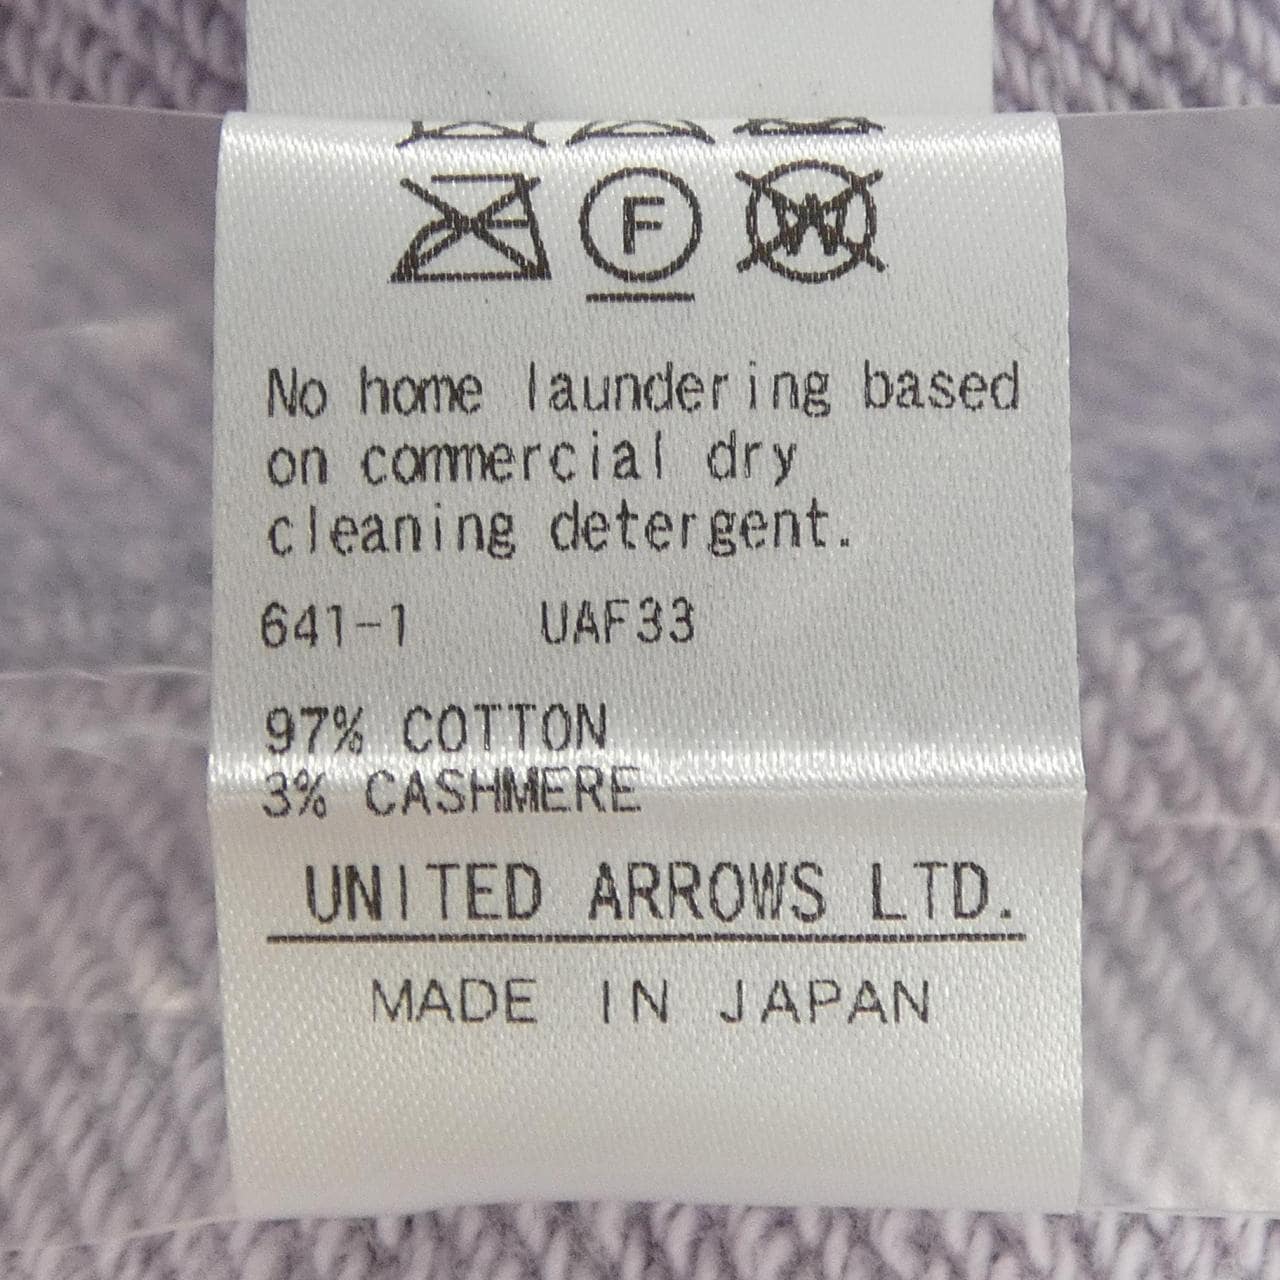 F W
No home laundering based
on commercial dry
cleaning detergent.
641-1 UAF33
97% COTTON
3% CASHMERE
UNITED ARROWS LTD.
MADE IN JAPAN